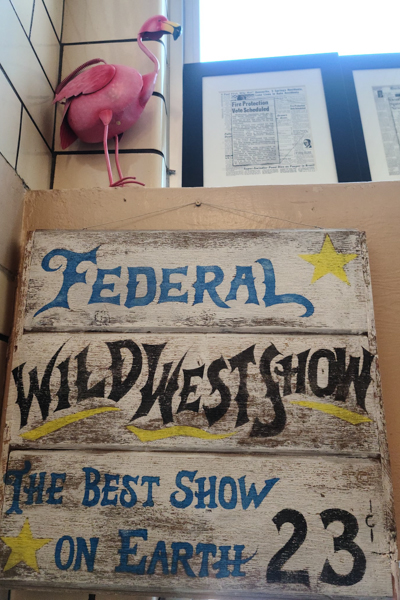 Fire Protection
Vote Scheduled
FEDERAL
WILD WEST SHOW
THE BEST SHOW
ON EARTH 23¢